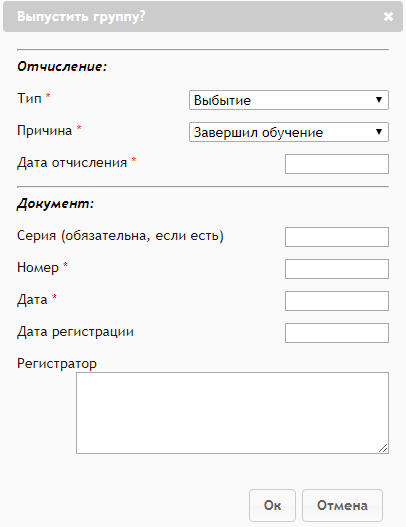 Выпустить группу? ✖
Отчисление:
Тип * Выбытие
Причина * Завершил обучение
Дата отчисления *
Документ:
Серия (обязательна, если есть)
Номер *
Дата *
Дата регистрации
Регистратор
Ок Отмена